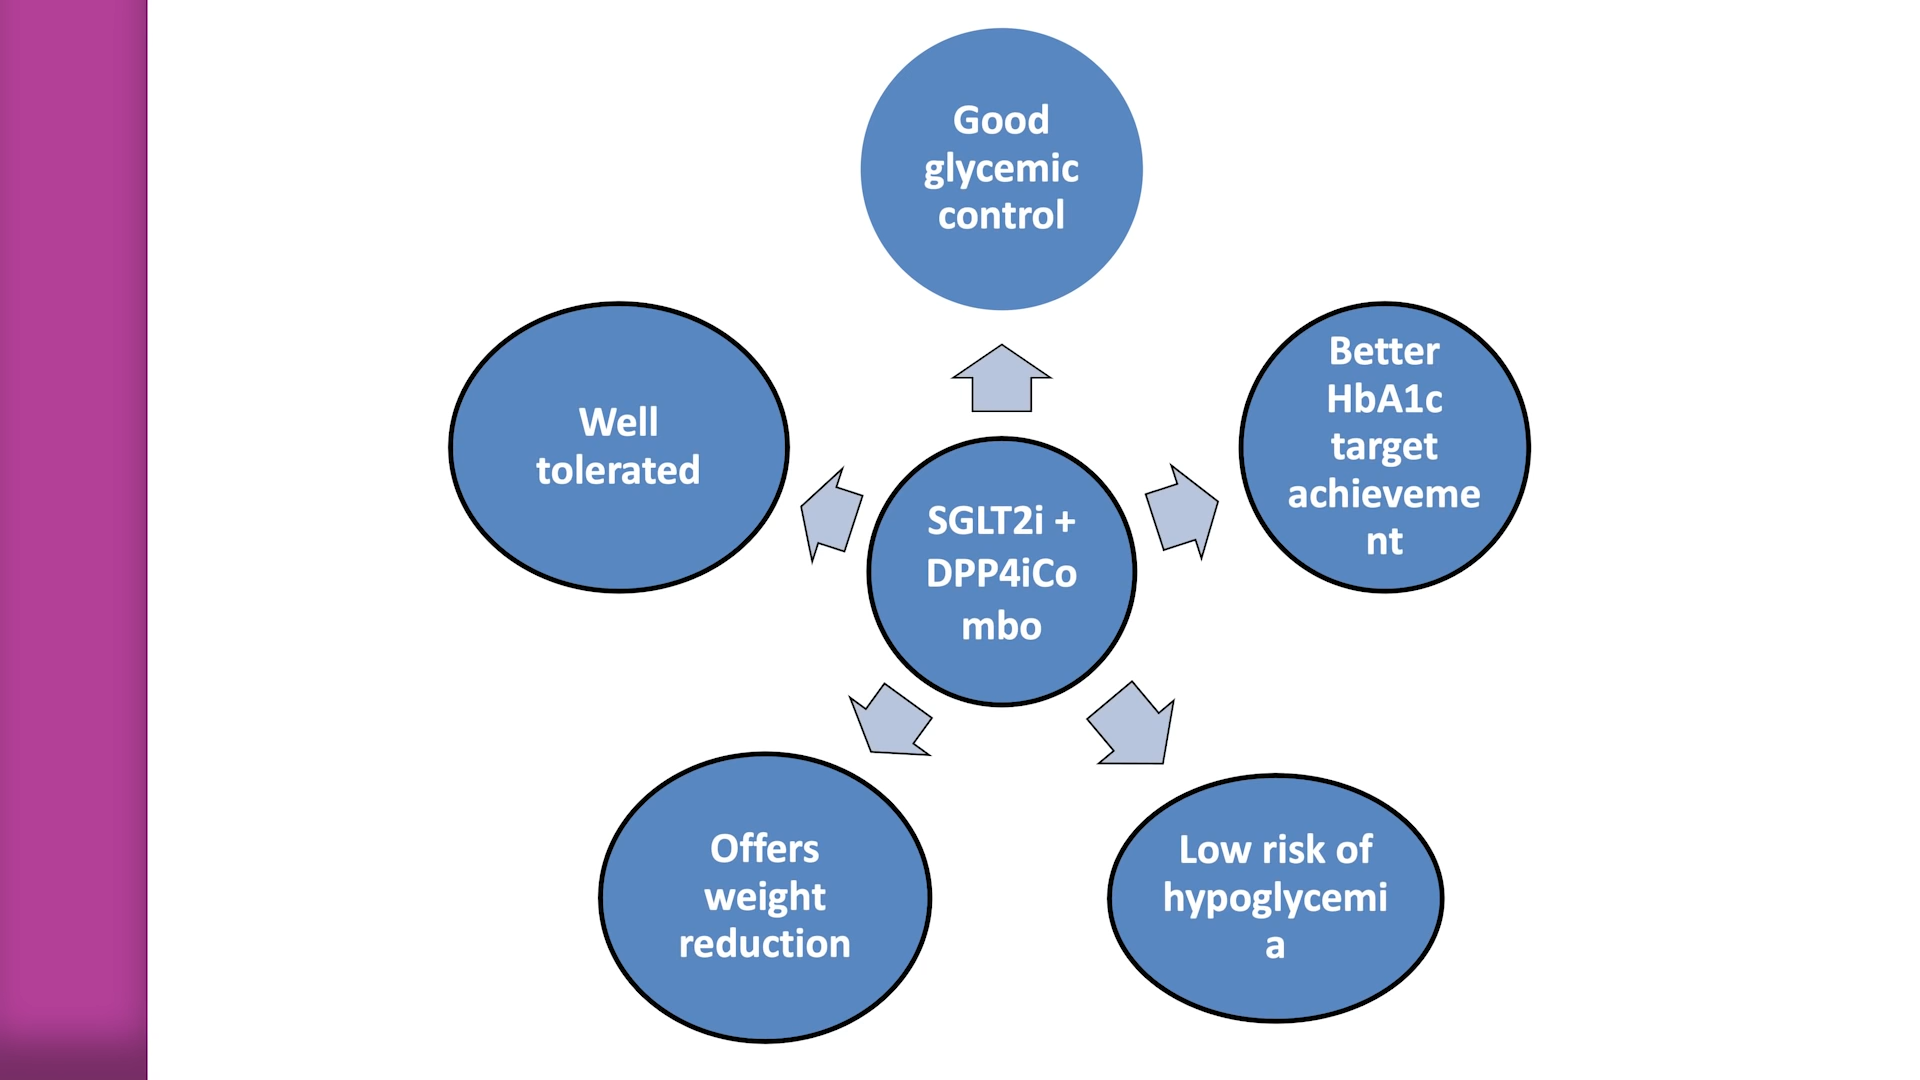 Good
glycemic
control
Better
HbA1c
target
achieveme
nt
Well
tolerated
SGLT2i +
DPP4iCo
mbo
Offers
weight
reduction
Low risk of
hypoglycemi
a